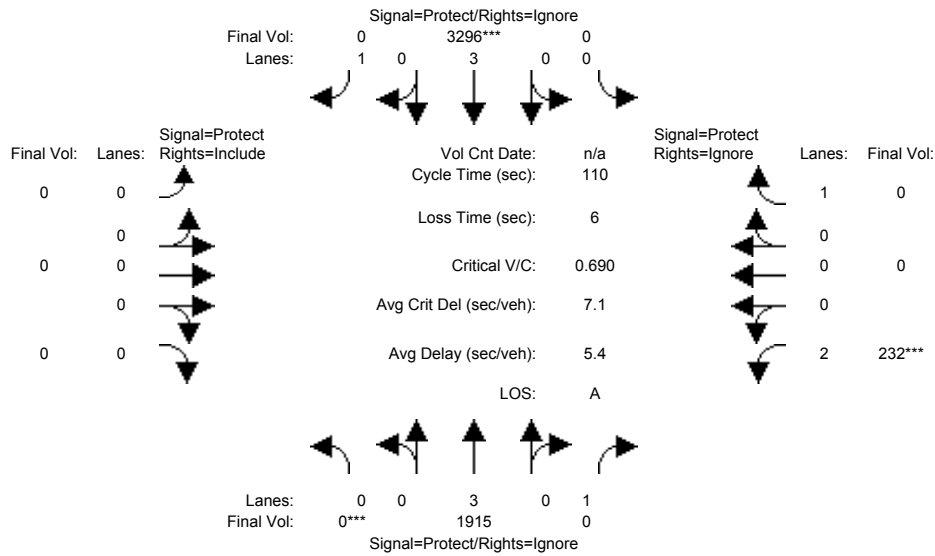 Signal=Protect/Rights=Ignore
Final Vol: 0 3296*** 0
Lanes: 1 0 3 0 0
Signal=Protect Signal=Protect
Final Vol: Lanes: Rights=Include Vol Cnt Date: n/a Rights=Ignore Lanes: Final Vol:
Cycle Time (sec): 110
0 0 1 0
Loss Time (sec): 6
0 0
0 0 Critical V/C: 0.690 0 0
0 Avg Crit Del (sec/veh): 7.1 0
0 0 Avg Delay (sec/veh): 5.4 2 232***
LOS: A
Lanes: 0 0 3 0 1
Final Vol: 0*** 1915 0
Signal=Protect/Rights=Ignore